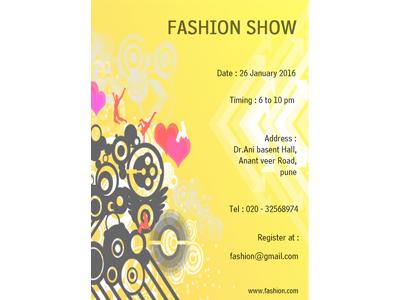 FASHION SHOW
Date : 26 January 2016
Timing : 6 to 10 pm
Address :
Dr.Ani basent Hall,
Anant veer Road,
pune
Tel : 020 - 32568974
Register at :
fashion@gmail.com
www.fashion.com